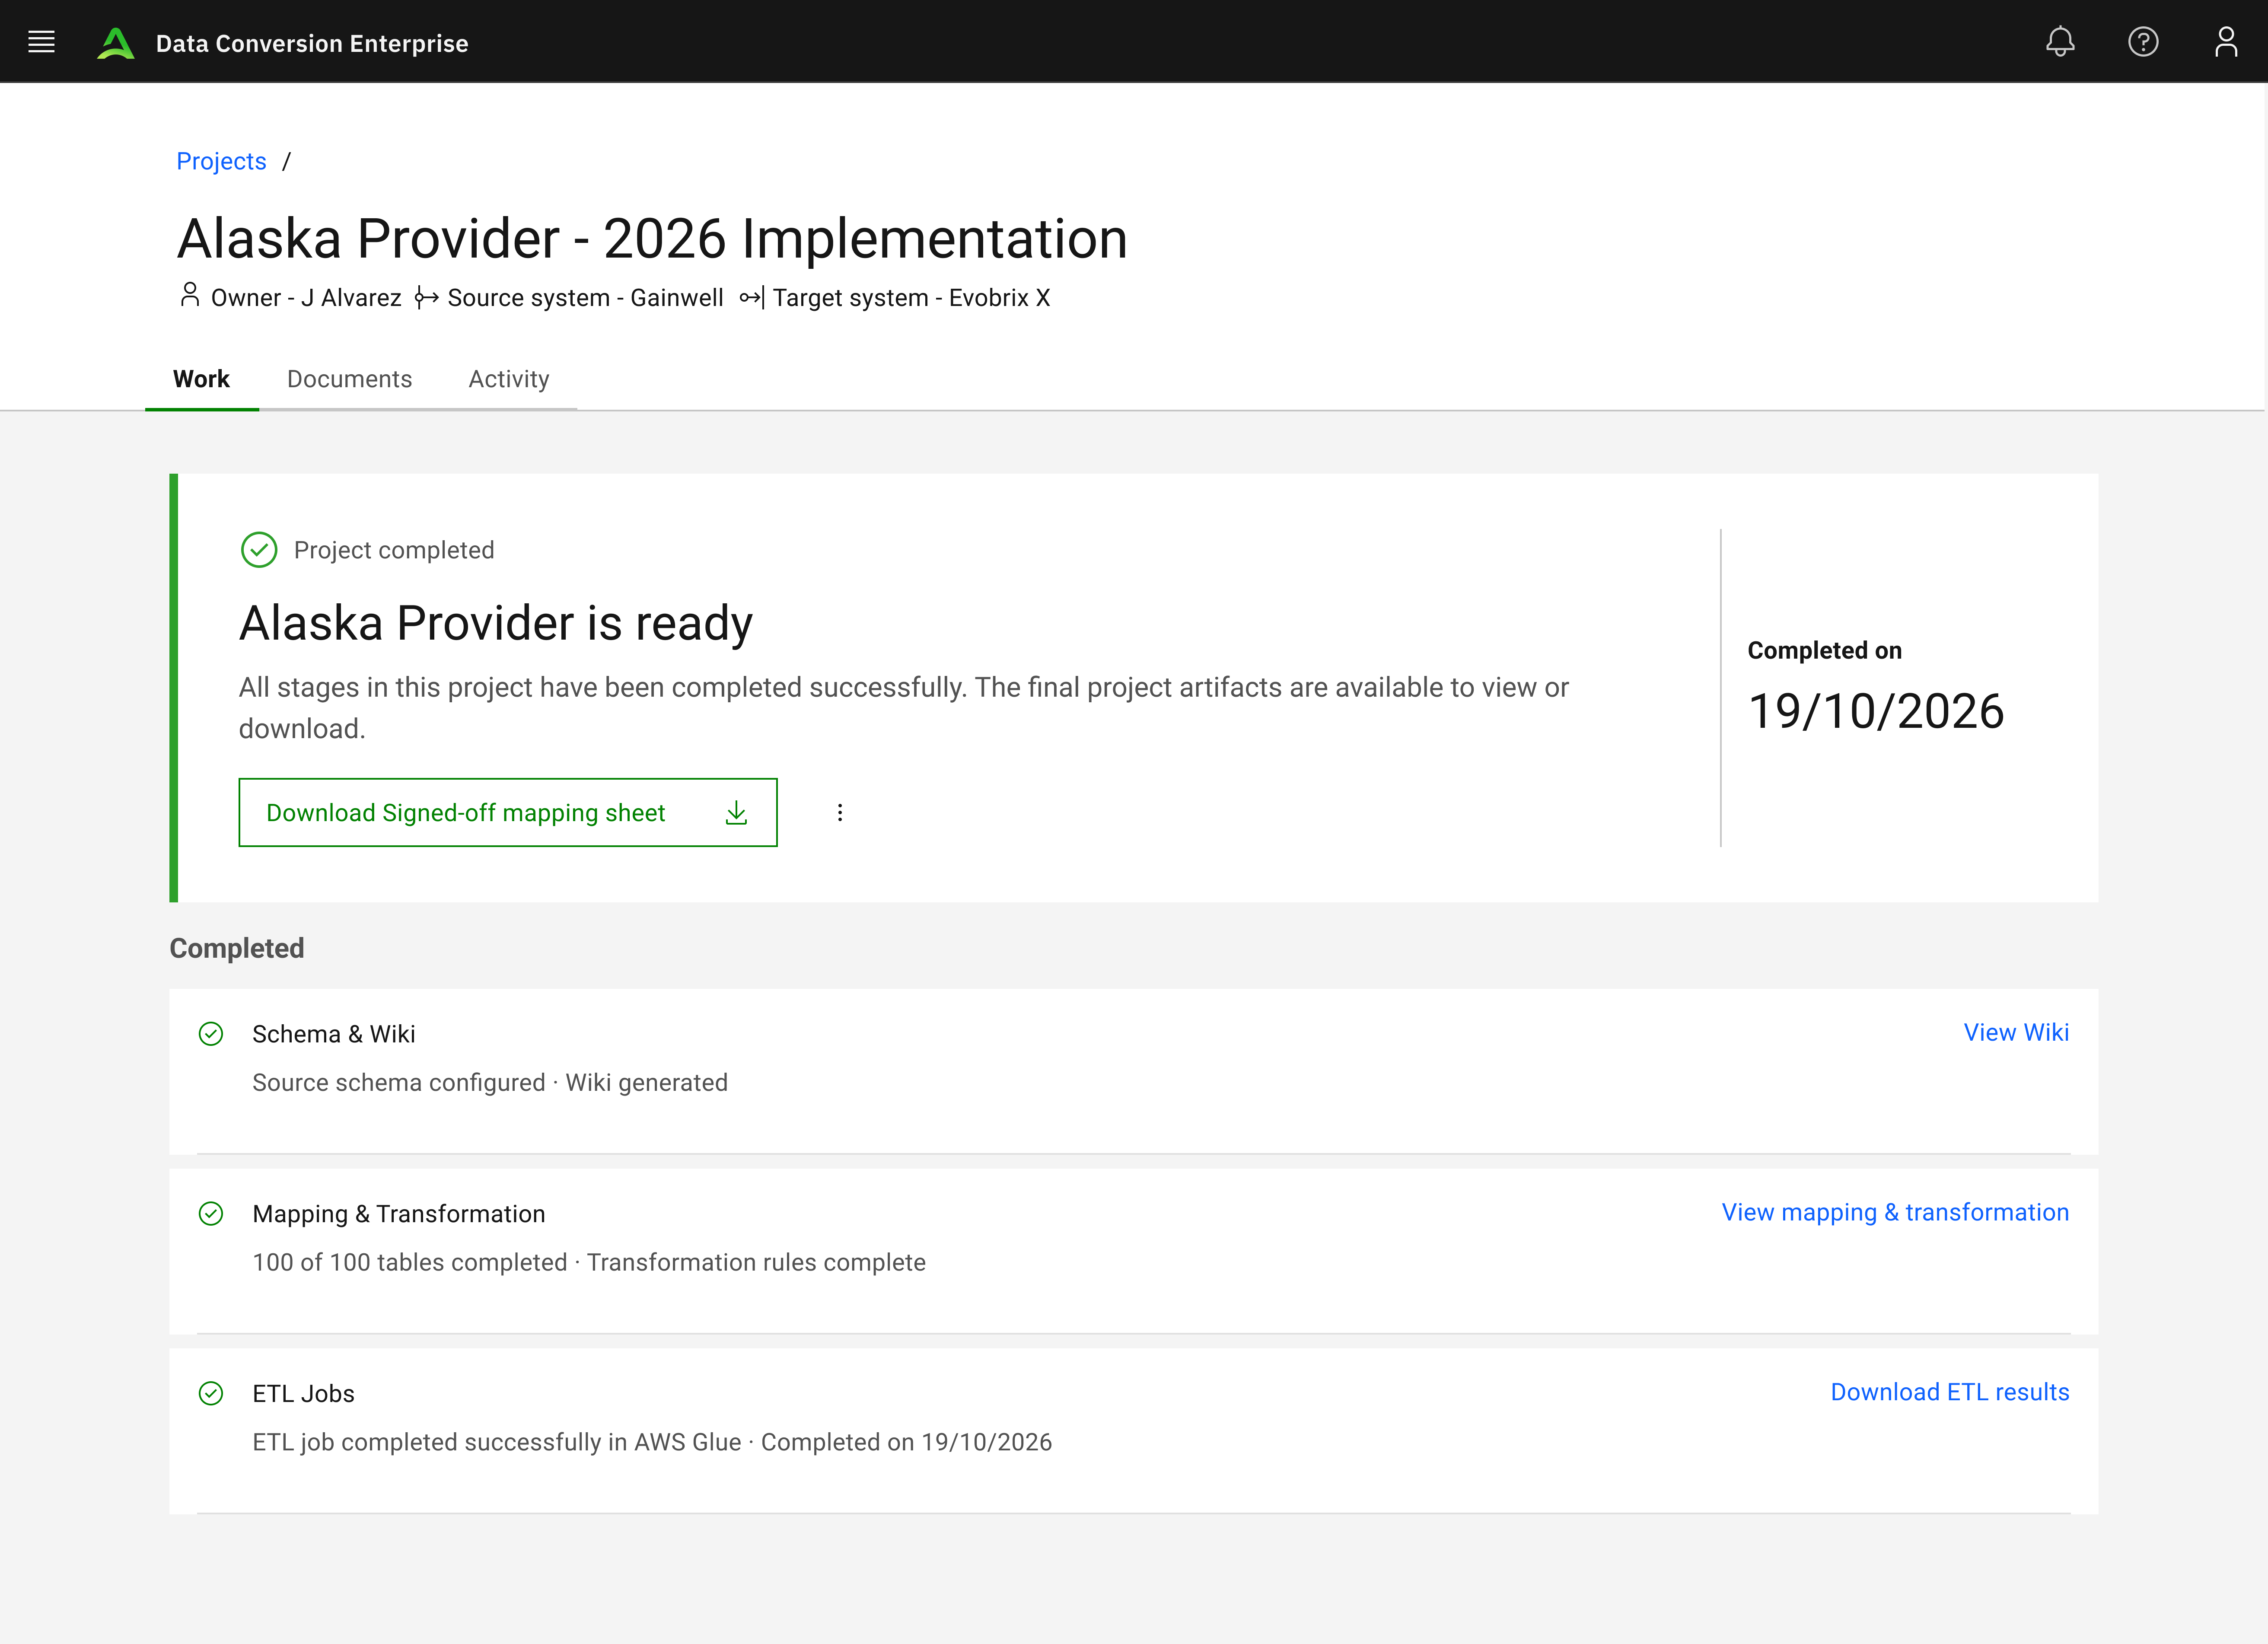 Data Conversion Enterprise
Projects /
Alaska Provider - 2026 Implementation
Owner - J Alvarez Source system - Gainwell Target system - Evobrix X
Work Documents Activity
Project completed
Alaska Provider is ready
All stages in this project have been completed successfully. The final project artifacts are available to view or
download.
Download Signed-off mapping sheet
Completed on
19/10/2026
Completed
Schema & Wiki
View Wiki
Source schema configured · Wiki generated
Mapping & Transformation
View mapping & transformation
100 of 100 tables completed · Transformation rules complete
ETL Jobs
Download ETL results
ETL job completed successfully in AWS Glue · Completed on 19/10/2026